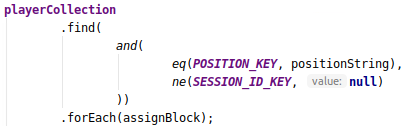 playerCollection
.find(
and(
eq(POSITION_KEY, positionString),
ne(SESSION_ID_KEY, value: null)
))
.forEach(assignBlock);